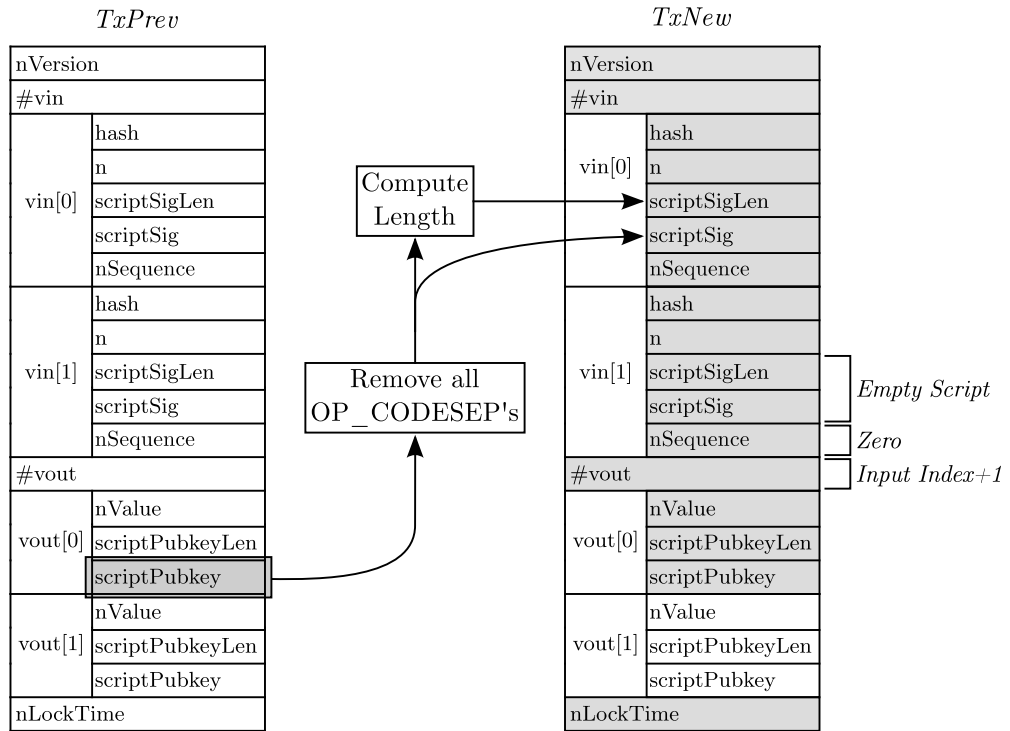 TxPrev
nVersion
#vin
vin[0]
hash
n
scriptSigLen
scriptSig
nSequence
vin[1]
hash
n
scriptSigLen
scriptSig
nSequence
#vout
vout[0]
nValue
scriptPubkeyLen
scriptPubkey
vout[1]
nValue
scriptPubkeyLen
scriptPubkey
nLockTime
Compute
Length
Remove all
OP_CODESEP's
TxNew
nVersion
#vin
vin[0]
hash
n
scriptSigLen
scriptSig
nSequence
vin[1]
hash
n
scriptSigLen
scriptSig
nSequence
#vout
vout[0]
nValue
scriptPubkeyLen
scriptPubkey
vout[1]
nValue
scriptPubkeyLen
scriptPubkey
nLockTime
Empty Script
Zero
Input Index+1